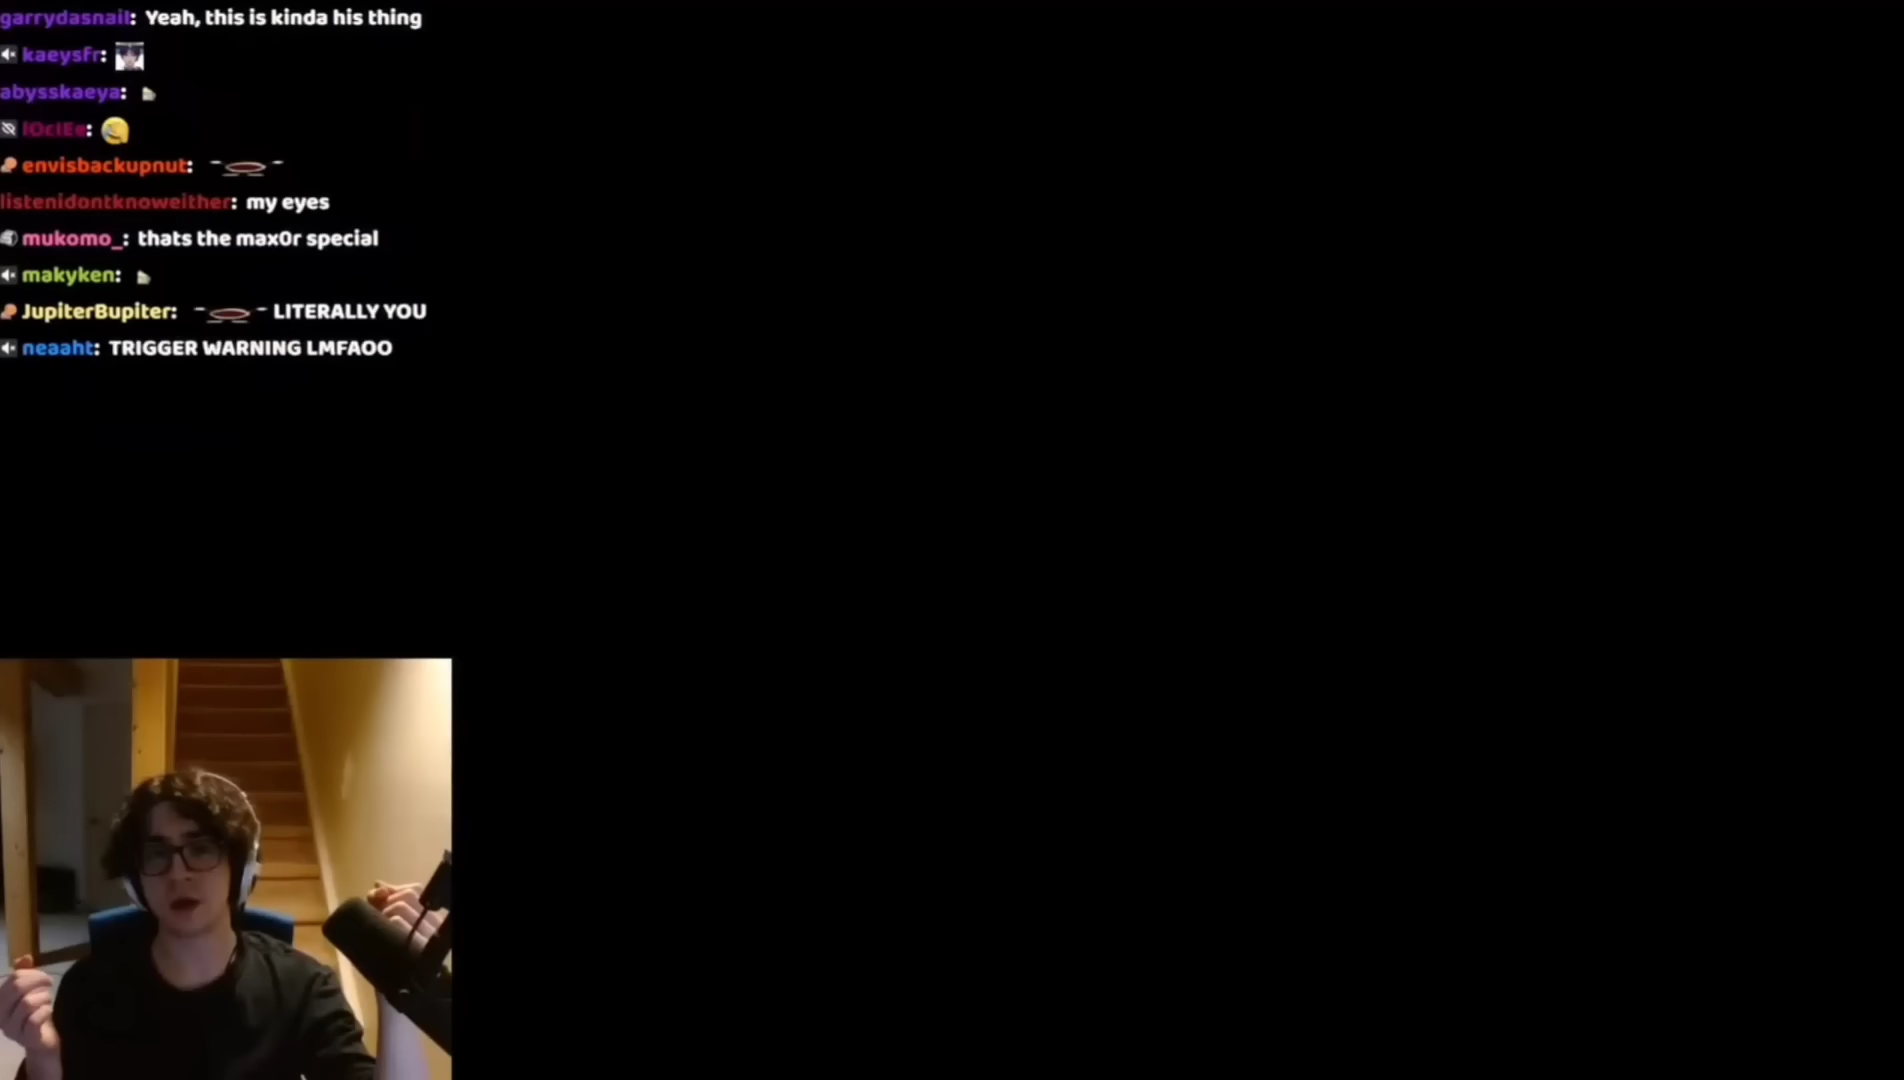 garrydasnail: Yeah, this is kinda his thing
kaeysfr:
abysskaeya:
lOclEe:
envisbackupnut:
listenidontknoweither: my eyes
mukomo_: thats the max0r special
makyken:
JupiterBupiter: LITERALLY YOU
neaaht: TRIGGER WARNING LMFAOO